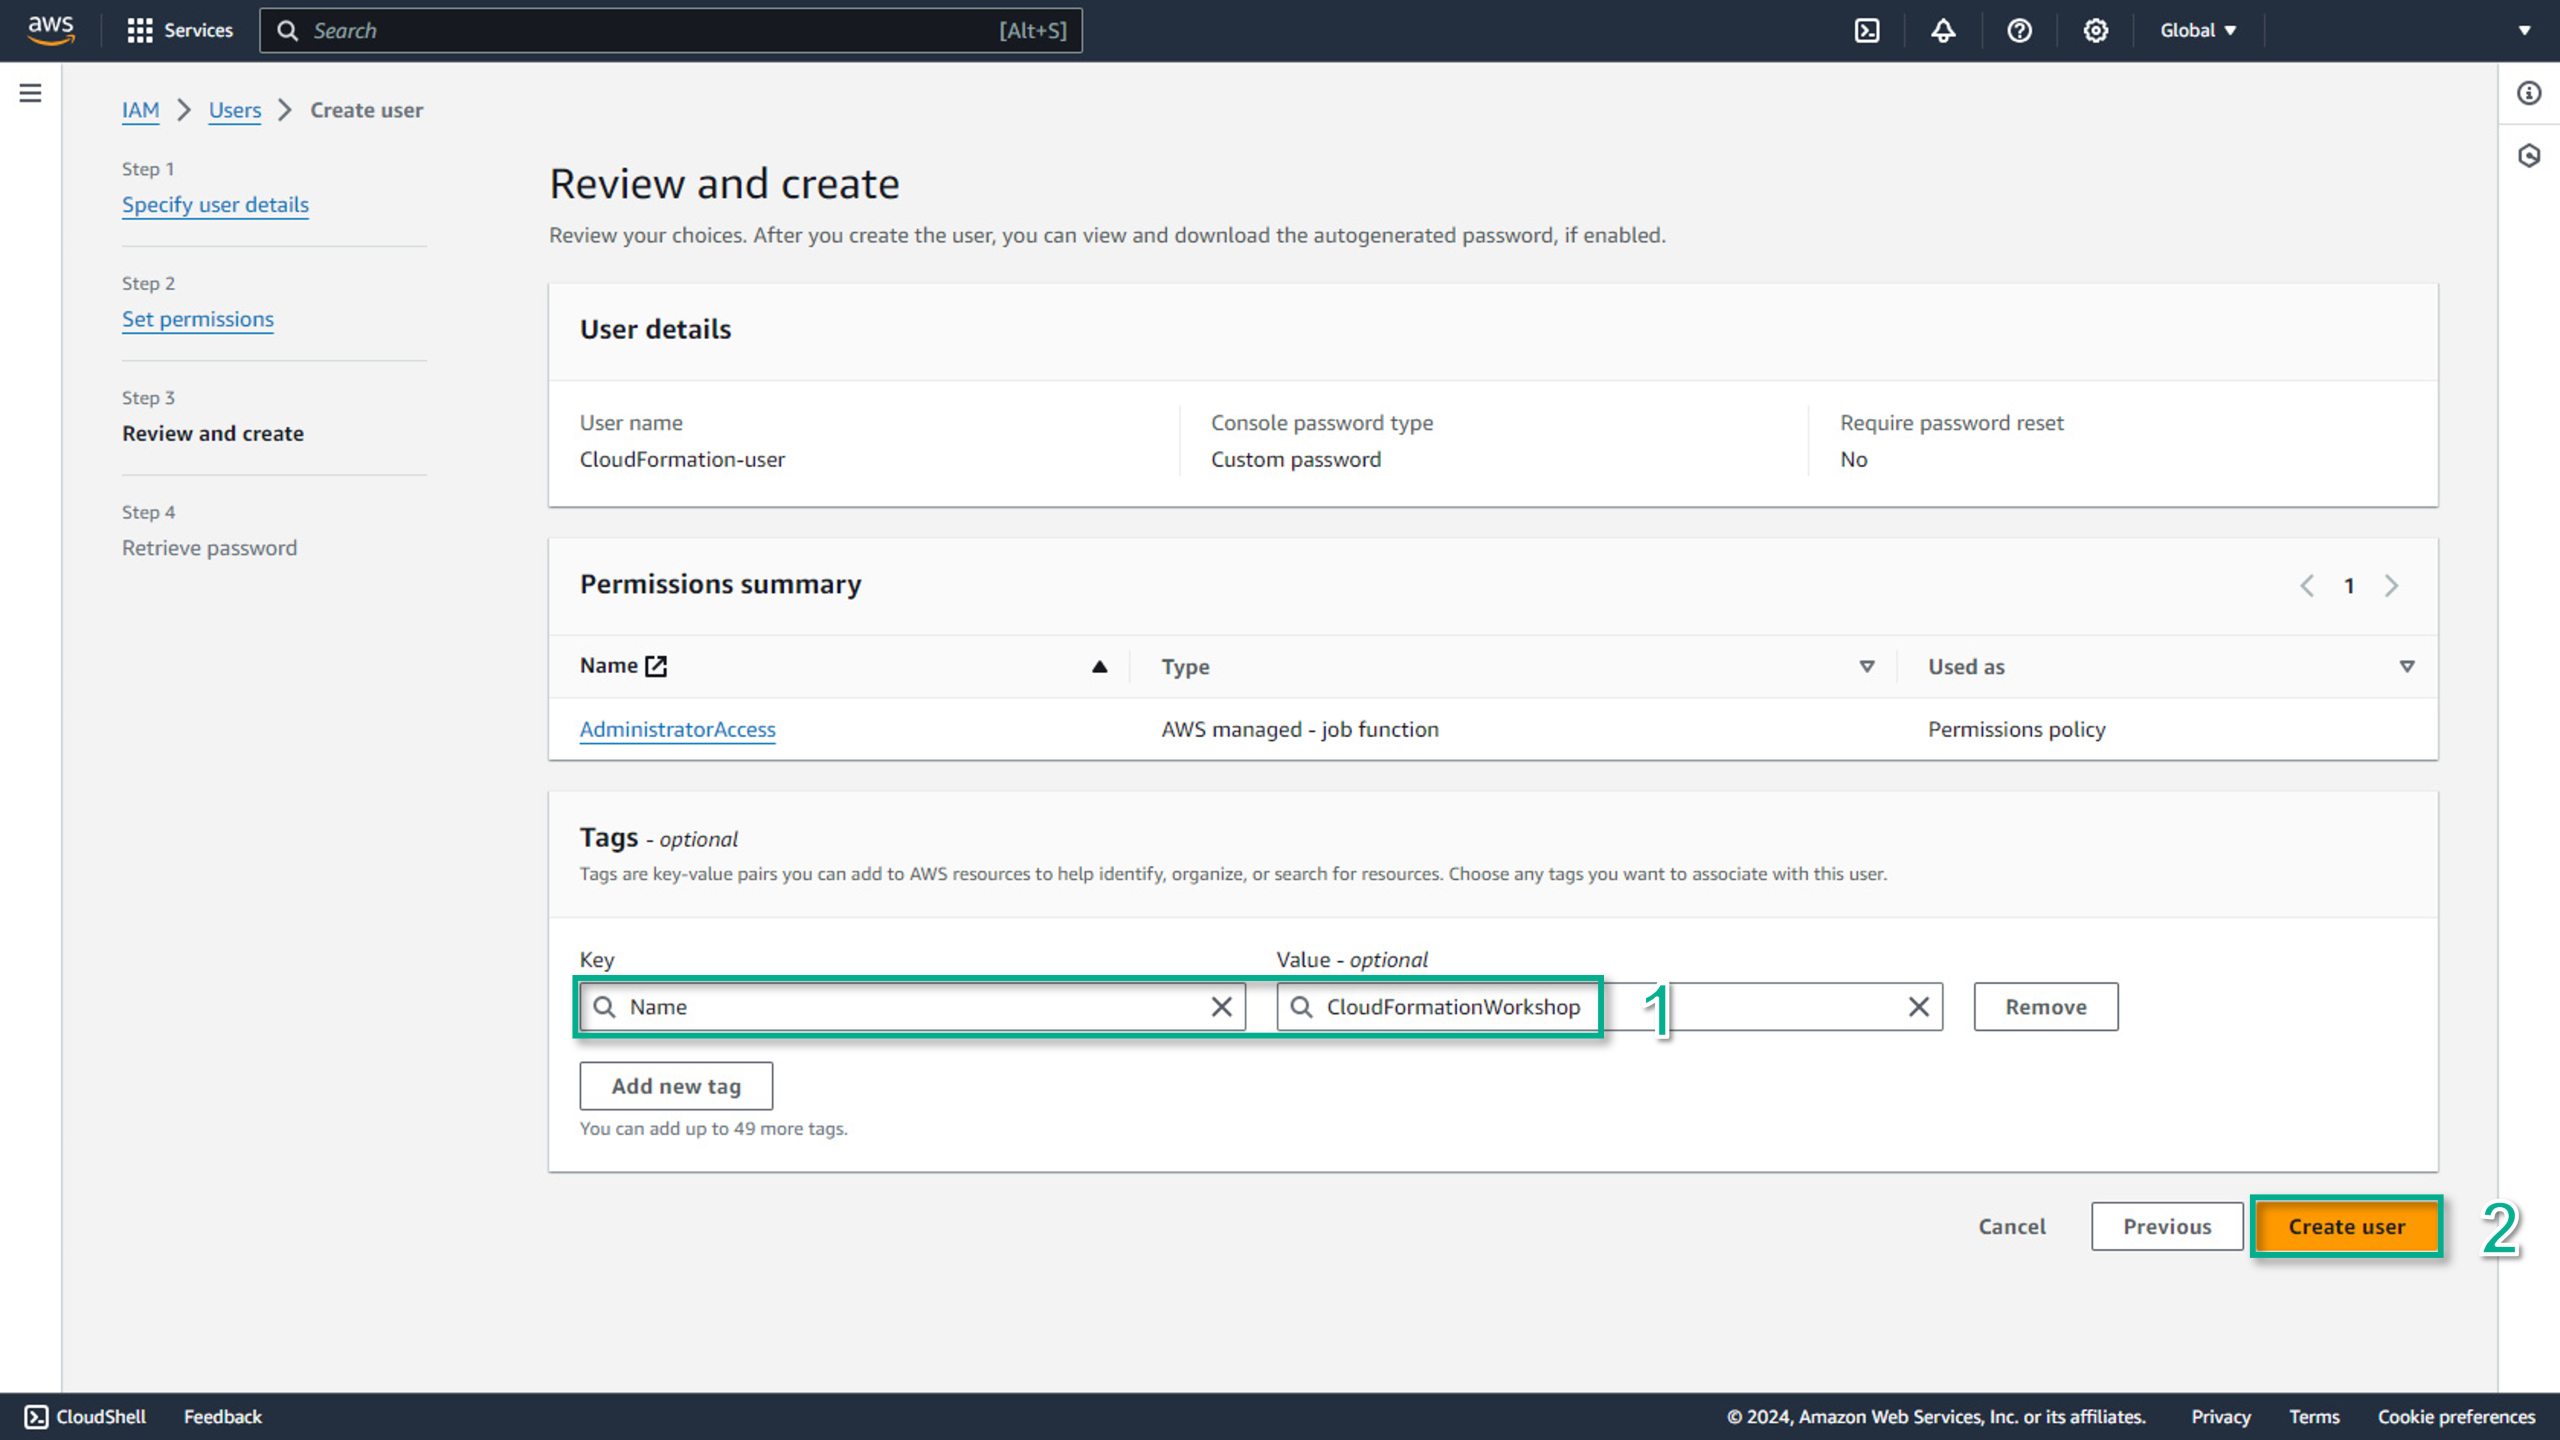 aws
Services
Search
[Alt+S]
Global
IAM
Users
Create user
Step 1
Specify user details
Step 2
Set permissions
Step 3
Review and create
Step 4
Retrieve password
Review and create
Review your choices. After you create the user, you can view and download the autogenerated password, if enabled.
User details
User name
CloudFormation-user
Console password type
Custom password
Require password reset
No
Permissions summary
1
Name
Type
Used as
AdministratorAccess
AWS managed - job function
Permissions policy
Tags - optional
Tags are key-value pairs you can add to AWS resources to help identify, organize, or search for resources. Choose any tags you want to associate with this user.
Key
Value - optional
Name
CloudFormationWorkshop
1
Remove
Add new tag
You can add up to 49 more tags.
Cancel
Previous
Create user
2
CloudShell
Feedback
© 2024, Amazon Web Services, Inc. or its affiliates.
Privacy
Terms
Cookie preferences